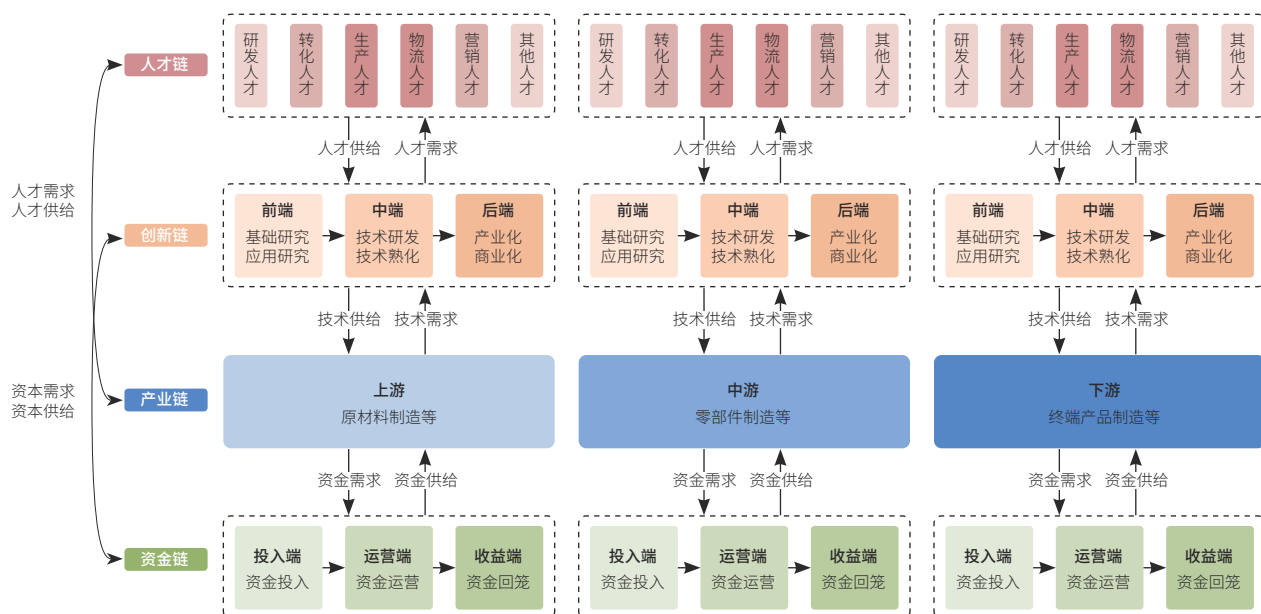 人才链
研发人才
转化人才
生产人才
物流人才
营销人才
其他人才
研发人才
转化人才
生产人才
物流人才
营销人才
其他人才
研发人才
转化人才
生产人才
物流人才
营销人才
其他人才
人才供给
人才需求
人才供给
人才需求
人才供给
人才需求
人才需求
人才供给
创新链
前端
基础研究
应用研究
中端
技术研发
技术熟化
后端
产业化
商业化
前端
基础研究
应用研究
中端
技术研发
技术熟化
后端
产业化
商业化
前端
基础研究
应用研究
中端
技术研发
技术熟化
后端
产业化
商业化
技术供给
技术需求
技术供给
技术需求
技术供给
技术需求
资本需求
资本供给
产业链
上游
原材料制造等
中游
零部件制造等
下游
终端产品制造等
资金需求
资金供给
资金需求
资金供给
资金需求
资金供给
资金链
投入端
资金投入
运营端
资金运营
收益端
资金回笼
投入端
资金投入
运营端
资金运营
收益端
资金回笼
投入端
资金投入
运营端
资金运营
收益端
资金回笼